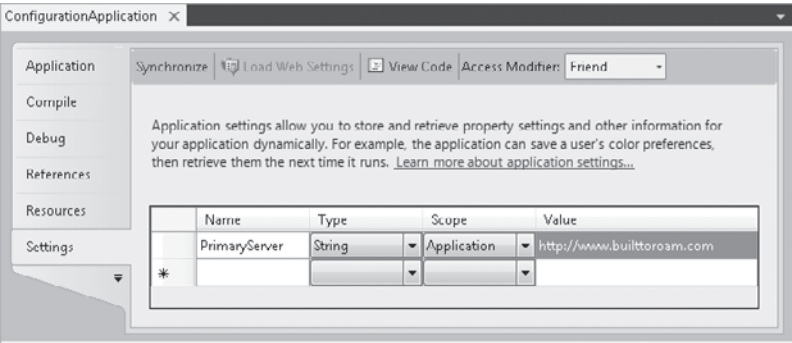 ConfigurationApplication ×
Application
Compile
Debug
References
Resources
Settings
Synchronize Load Web Settings View Code Access Modifier: Friend
Application settings allow you to store and retrieve property settings and other information for
your application dynamically. For example, the application can save a user's color preferences,
then retrieve them the next time it runs. Learn more about application settings...
Name Type Scope Value
PrimaryServer String Application http://www.builttoroam.com
*